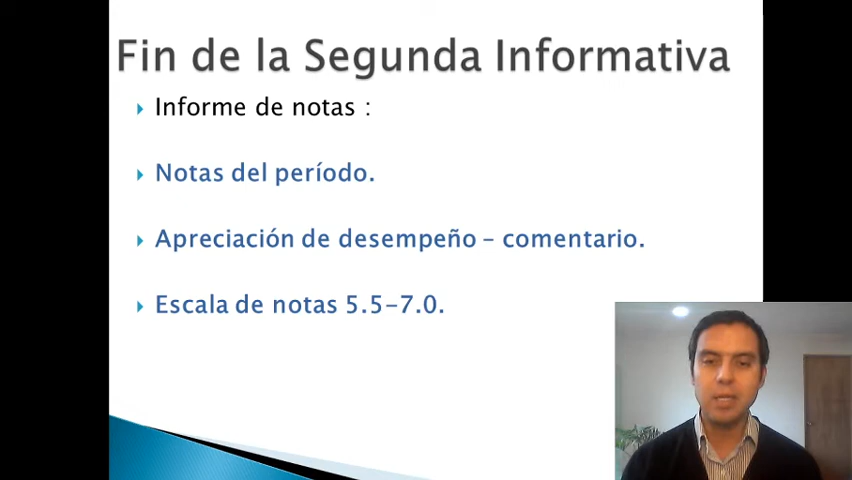 Fin de la Segunda Informativa
Informe de notas :
Notas del período.
Apreciación de desempeño – comentario.
Escala de notas 5.5-7.0.